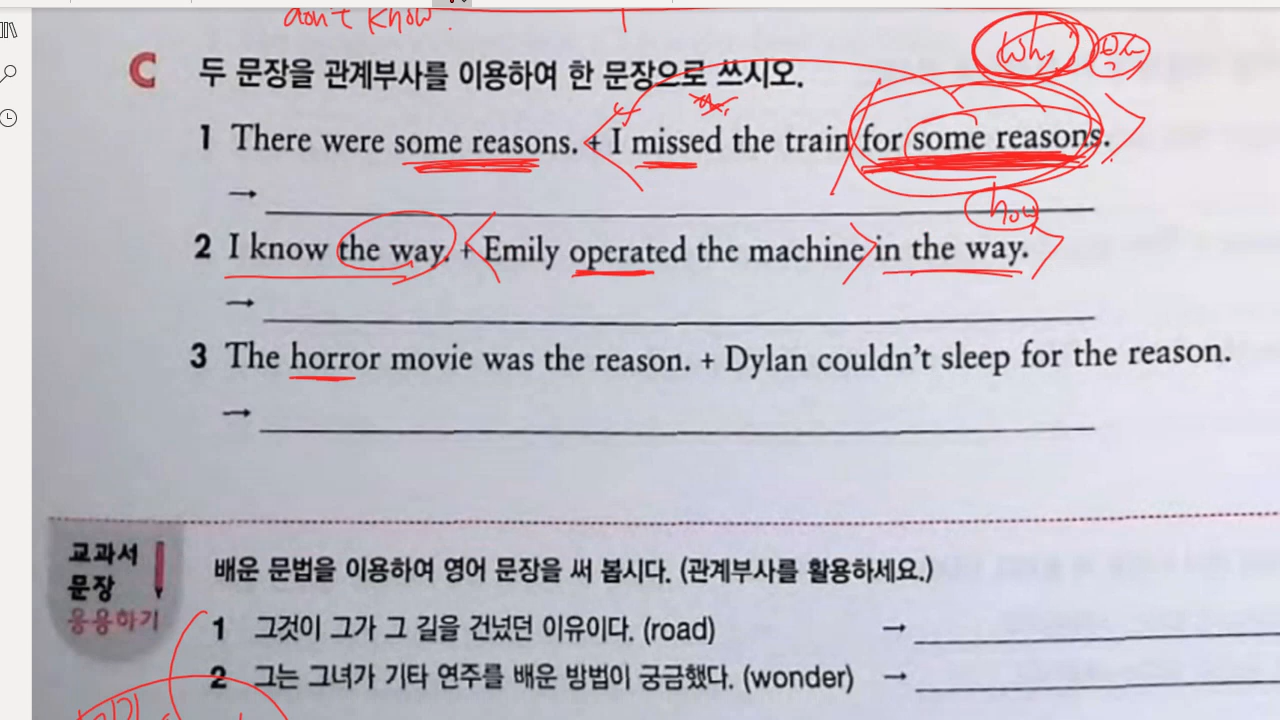 don't know.
why
C 두 문장을 관계부사를 이용하여 한 문장으로 쓰시오.
1 There were some reasons. + I missed the train for some reasons.
→
how
2 I know the way. + Emily operated the machine in the way.
→
3 The horror movie was the reason. + Dylan couldn't sleep for the reason.
→
교과서
문장
응용하기
배운 문법을 이용하여 영어 문장을 써 봅시다. (관계부사를 활용하세요.)
1 그것이 그가 그 길을 건넜던 이유이다. (road) →
2 그는 그녀가 기타 연주를 배운 방법이 궁금했다. (wonder) →